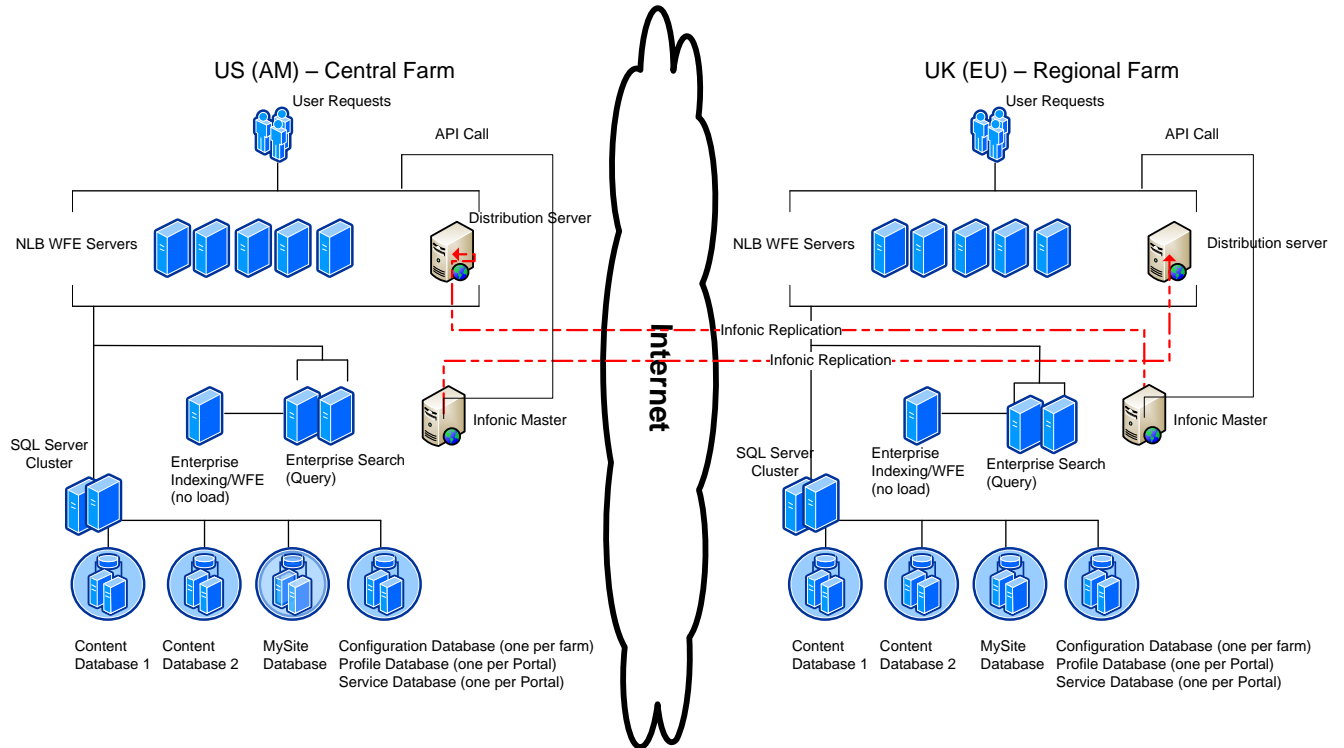 US (AM) – Central Farm
User Requests
API Call
NLB WFE Servers
Distribution Server
Infonic Master
SQL Server
Cluster
Enterprise
Indexing/WFE
(no load)
Enterprise Search
(Query)
Content
Database 1
Content
Database 2
MySite
Database
Configuration Database (one per farm)
Profile Database (one per Portal)
Service Database (one per Portal)
Internet
Infonic Replication
Infonic Replication
UK (EU) – Regional Farm
User Requests
API Call
NLB WFE Servers
Distribution server
Infonic Master
SQL Server
Cluster
Enterprise
Indexing/WFE
(no load)
Enterprise Search
(Query)
Content
Database 1
Content
Database 2
MySite
Database
Configuration Database (one per farm)
Profile Database (one per Portal)
Service Database (one per Portal)